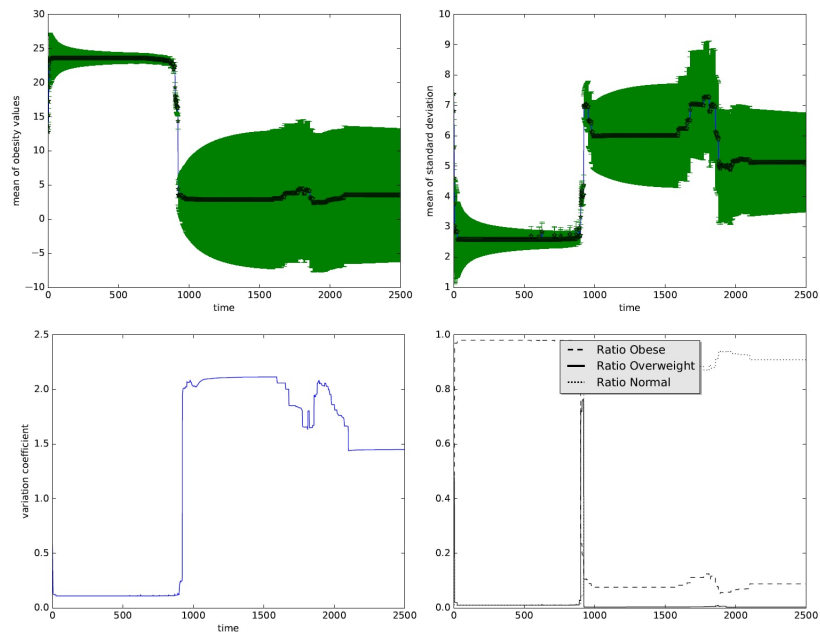 30
25
20
15
10
5
0
−5
−10
mean of obesity values
0 500 1000 1500 2000 2500
time
9
8
7
6
5
4
3
2
1
mean of standard deviation
0 500 1000 1500 2000 2500
time
2.5
2.0
1.5
1.0
0.5
0.0
variation coefficient
0 500 1000 1500 2000 2500
time
1.0
0.8
0.6
0.4
0.2
0.0
Ratio Obese
Ratio Overweight
Ratio Normal
0 500 1000 1500 2000 2500